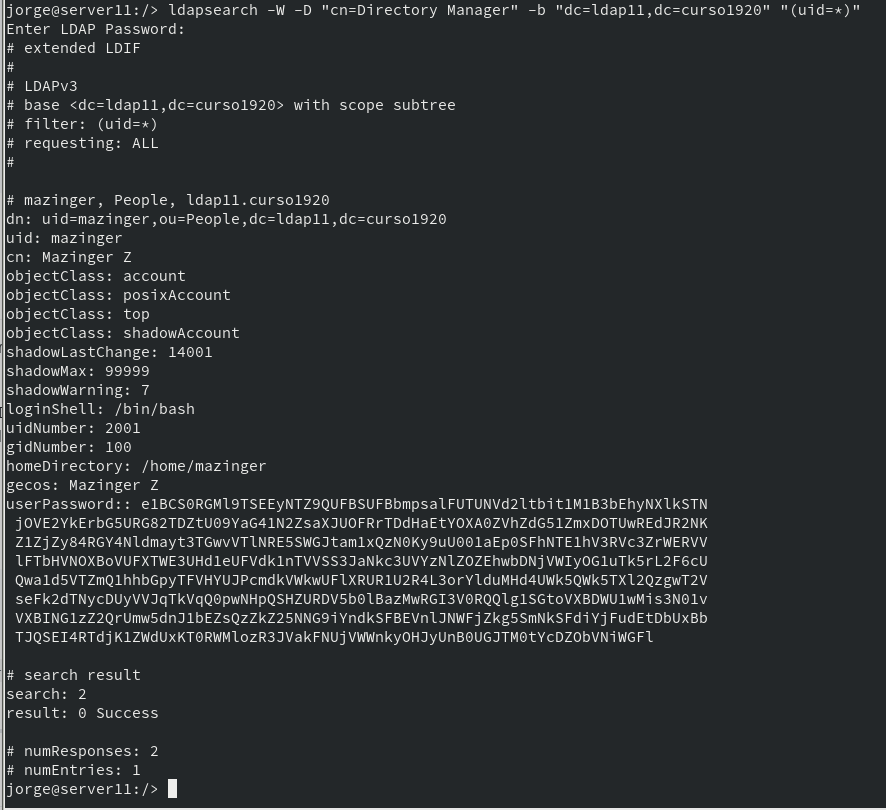 jorge@server11:/> ldapsearch -W -D "cn=Directory Manager" -b "dc=ldap11,dc=curso1920" "(uid=*)"
Enter LDAP Password:
# extended LDIF
#
# LDAPv3
# base <dc=ldap11,dc=curso1920> with scope subtree
# filter: (uid=*)
# requesting: ALL
#
# mazinger, People, ldap11.curso1920
dn: uid=mazinger,ou=People,dc=ldap11,dc=curso1920
uid: mazinger
cn: Mazinger Z
objectClass: account
objectClass: posixAccount
objectClass: top
objectClass: shadowAccount
shadowLastChange: 14001
shadowMax: 99999
shadowWarning: 7
loginShell: /bin/bash
uidNumber: 2001
gidNumber: 100
homeDirectory: /home/mazinger
gecos: Mazinger Z
userPassword:: e1BCS0RGMl9TSEEyNTZ9QUFBSUFBbmpsalFUTUNVd2ltbit1M1B3bEhyNXlkSTN
jOVE2YkErbG5URG82TDZtU09YaG41N2ZsaXJUOFRrTDdHaEtYOXA0ZVhZdG51ZmxDOTUwREdJR2NK
Z1ZjZy84RGY4Nldmayt3TGwvVTlNRE5SWGJtam1xQzN0Ky9uU001aEp0SFhNTE1hV3RVc3ZrWERVV
lFTbHVNOXBoVUFXTWE3UHd1eUFVdk1nTVVSS3JaNkc3UVYzNlZOZEhwbDNjVWIyOG1uTk5rL2F6cU
Qwa1d5VTZmQ1hhbGpyTFVHYUJPcmdkVWkwUFlXRUR1U2R4L3orYlduMHd4UWk5QWk5TXl2QzgwT2V
seFk2dTNycDUyVVJqTkVqQ0pwNHpQSHZURDV5b0lBazMwRGI3V0RQQlg1SGtoVXBDWU1wMis3N01v
VXBING1zZ2QrUmw5dnJ1bEZsQzZkZ25NNG9iYndkSFBEVnlJNWFjZkg5SmNkSFdiYjFudEtDbUxBb
TJQSEI4RTdjK1ZWdUxKT0RWMlozR3JVakFNUjVWWnkyOHJyUnB0UGJTM0tYcDZObVNiWGFl
# search result
search: 2
result: 0 Success
# numResponses: 2
# numEntries: 1
jorge@server11:/>